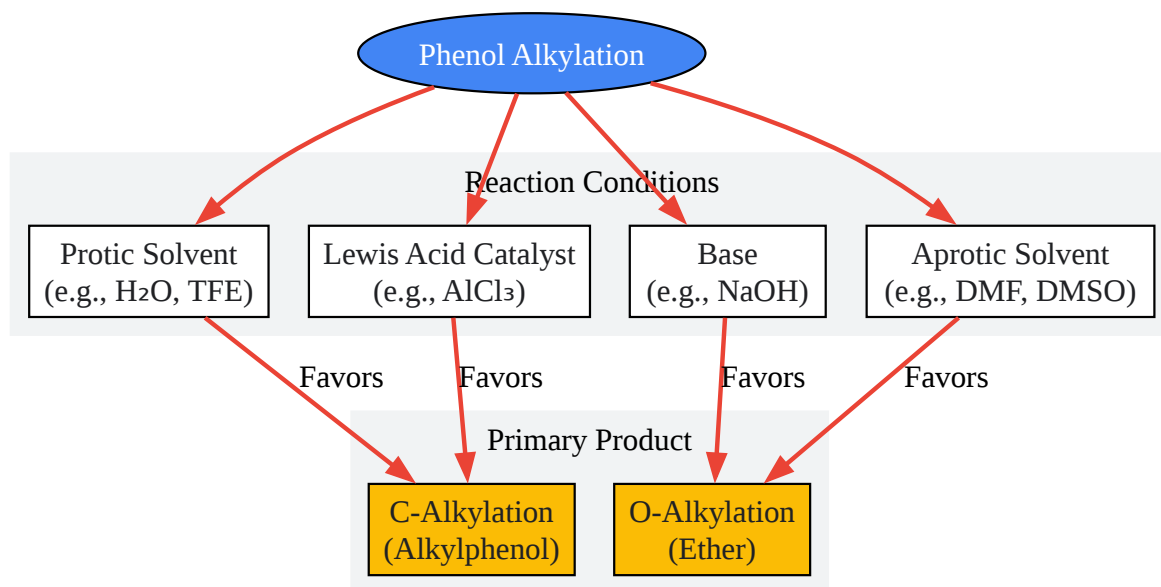 Phenol Alkylation
Reaction Conditions
Protic Solvent
(e.g., H₂O, TFE)
Lewis Acid Catalyst
(e.g., AlCl₃)
Base
(e.g., NaOH)
Aprotic Solvent
(e.g., DMF, DMSO)
Favors
Favors
Favors
Favors
Primary Product
C-Alkylation
(Alkylphenol)
O-Alkylation
(Ether)